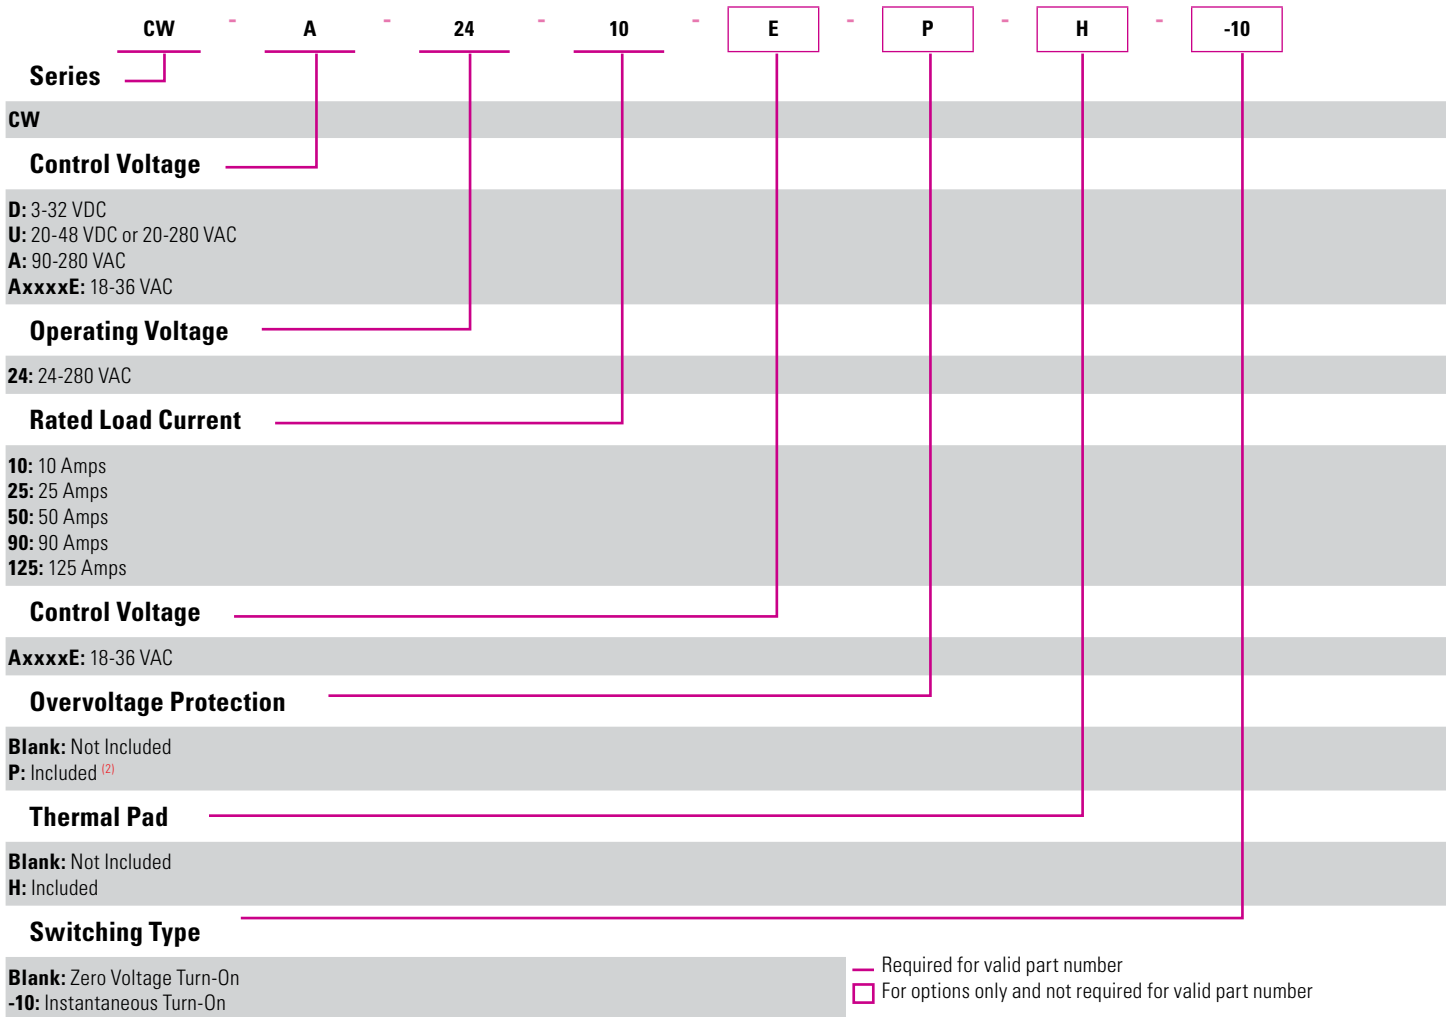 CW - A - 24 - 10 - E - P - H - -10
Series
CW
Control Voltage
D: 3-32 VDC
U: 20-48 VDC or 20-280 VAC
A: 90-280 VAC
AxxxxE: 18-36 VAC
Operating Voltage
24: 24-280 VAC
Rated Load Current
10: 10 Amps
25: 25 Amps
50: 50 Amps
90: 90 Amps
125: 125 Amps
Control Voltage
AxxxxE: 18-36 VAC
Overvoltage Protection
Blank: Not Included
P: Included (2)
Thermal Pad
Blank: Not Included
H: Included
Switching Type
Blank: Zero Voltage Turn-On
-10: Instantaneous Turn-On
Required for valid part number
For options only and not required for valid part number